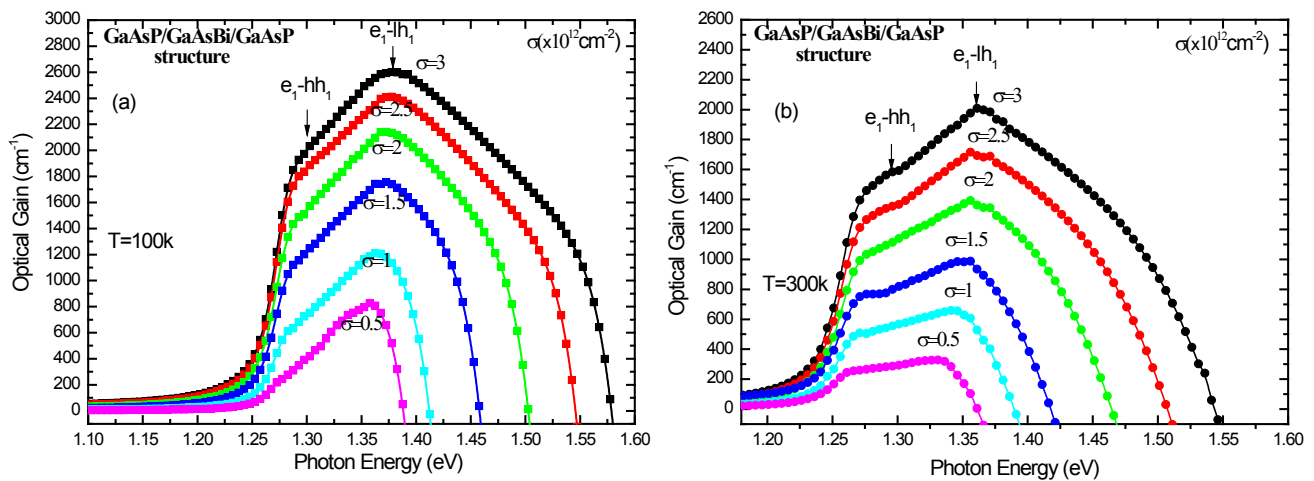 GaAsP/GaAsBi/GaAsP
structure
(a)
e₁-hh₁
e₁-lh₁
σ(x10¹²cm⁻²)
σ=3
σ=2.5
σ=2
σ=1.5
σ=1
σ=0.5
T=100k
Optical Gain (cm⁻¹)
3000
2800
2600
2400
2200
2000
1800
1600
1400
1200
1000
800
600
400
200
0
1.10 1.15 1.20 1.25 1.30 1.35 1.40 1.45 1.50 1.55 1.60
Photon Energy (eV)
GaAsP/GaAsBi/GaAsP
structure
(b)
e₁-hh₁
e₁-lh₁
σ(x10¹²cm⁻²)
σ=3
σ=2.5
σ=2
σ=1.5
σ=1
σ=0.5
T=300k
Optical Gain (cm⁻¹)
2600
2400
2200
2000
1800
1600
1400
1200
1000
800
600
400
200
0
1.20 1.25 1.30 1.35 1.40 1.45 1.50 1.55 1.60
Photon Energy (eV)